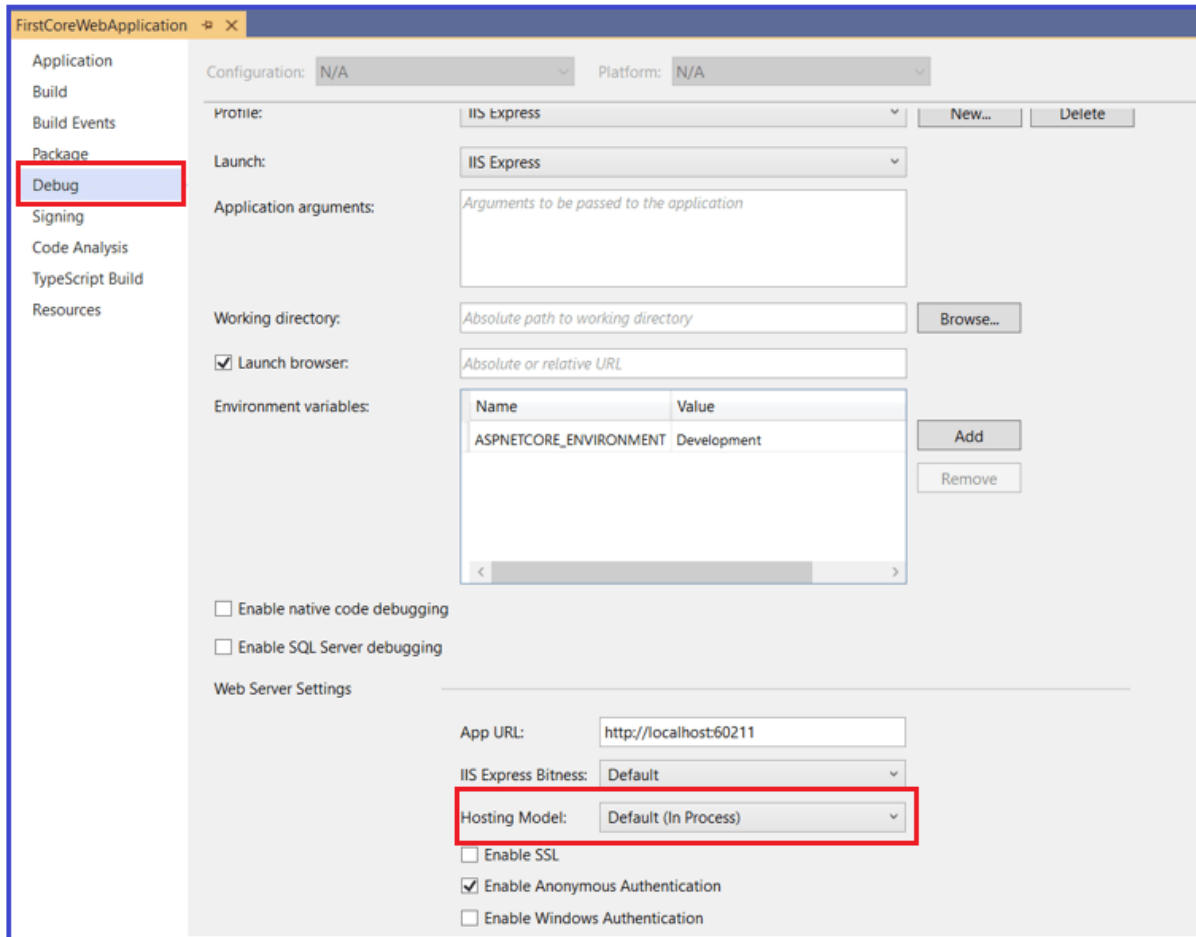 FirstCoreWebApplication
Application
Build
Build Events
Package
Debug
Signing
Code Analysis
TypeScript Build
Resources
Configuration: N/A Platform: N/A
Profile: IIS Express New... Delete
Launch: IIS Express
Application arguments: Arguments to be passed to the application
Working directory: Absolute path to working directory Browse...
Launch browser: Absolute or relative URL
Environment variables: Name Value
ASPNETCORE_ENVIRONMENT Development
Add
Remove
Enable native code debugging
Enable SQL Server debugging
Web Server Settings
App URL: http://localhost:60211
IIS Express Bitness: Default
Hosting Model: Default (In Process)
Enable SSL
Enable Anonymous Authentication
Enable Windows Authentication